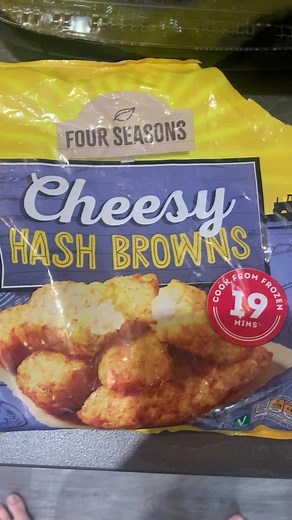 FOUR SEASONS
Cheesy
HASH BROWNS
COOK FROM FROZEN
19
MINS